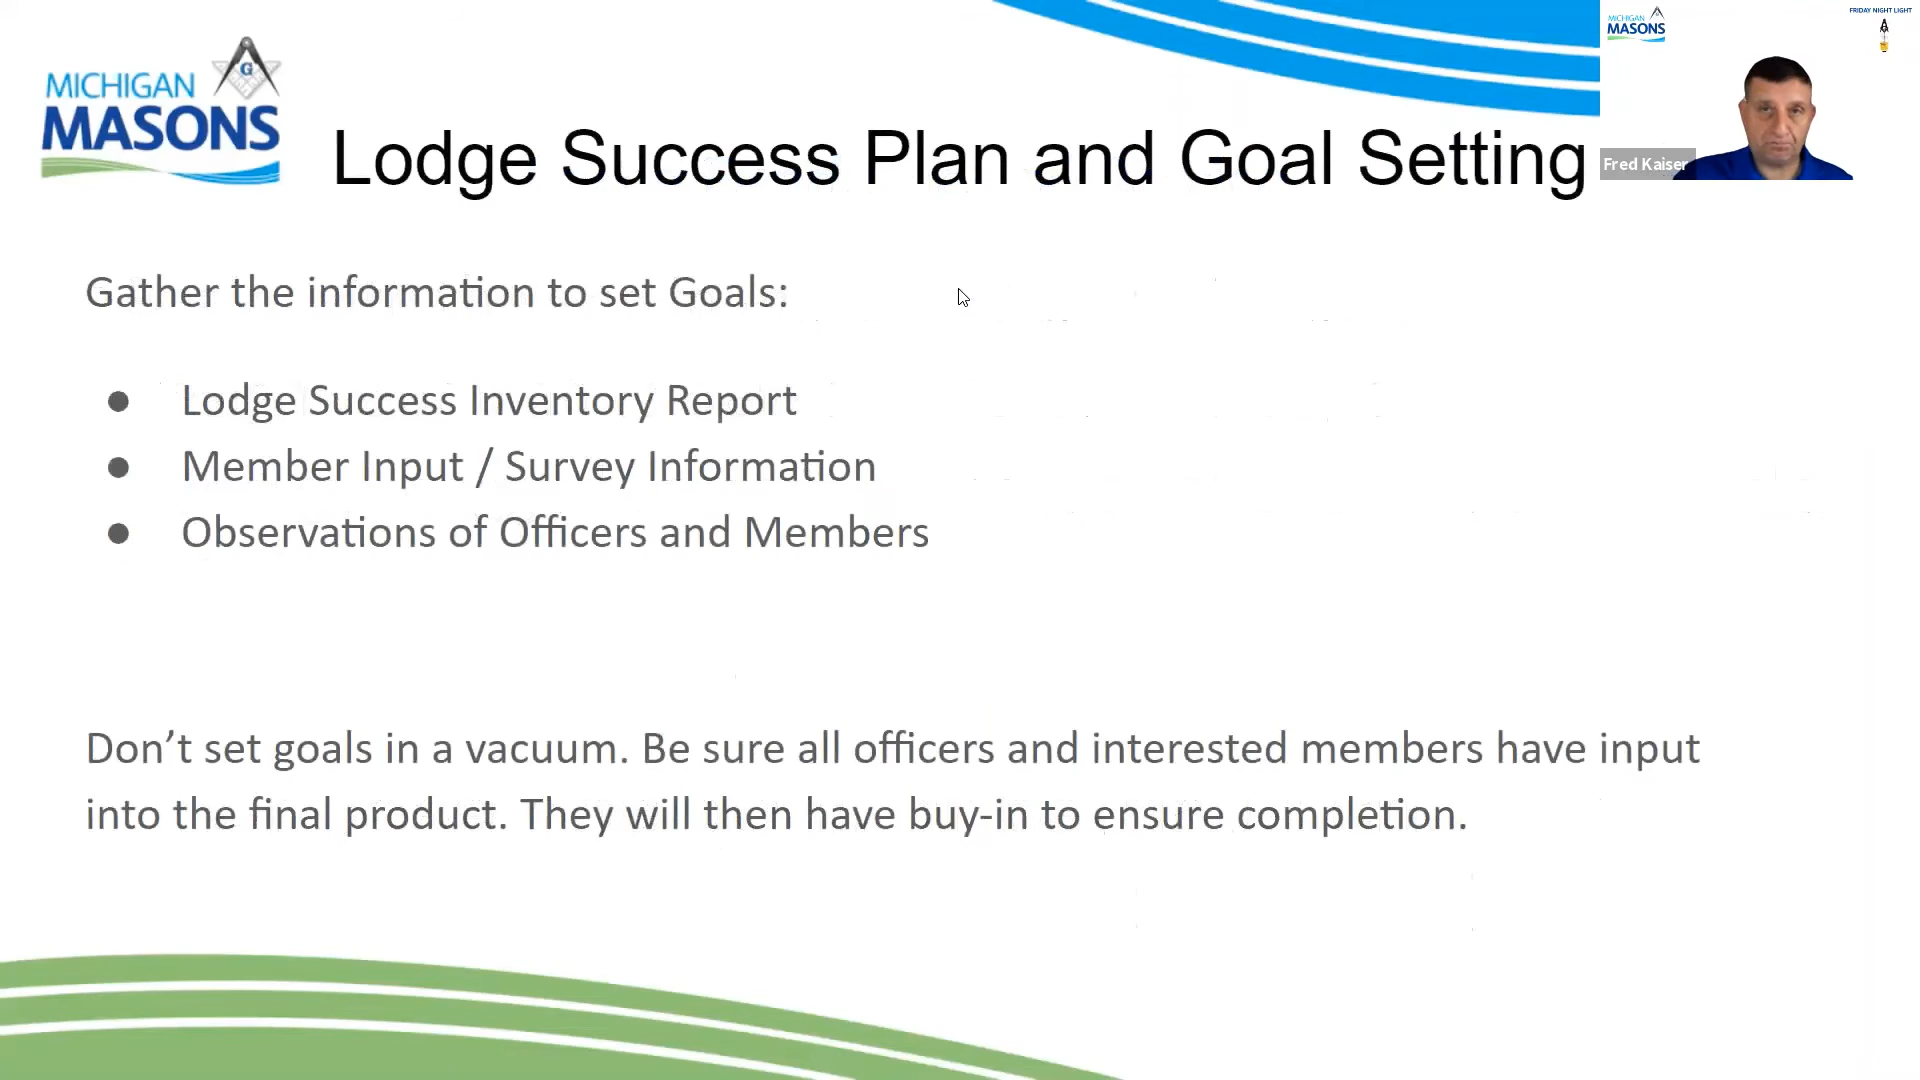 MICHIGAN
MASONS
G
Lodge Success Plan and Goal Setting
MICHIGAN
MASONS
FRIDAY NIGHT LIGHT
Fred Kaiser
Gather the information to set Goals:
● Lodge Success Inventory Report
● Member Input / Survey Information
● Observations of Officers and Members
Don’t set goals in a vacuum. Be sure all officers and interested members have input
into the final product. They will then have buy-in to ensure completion.